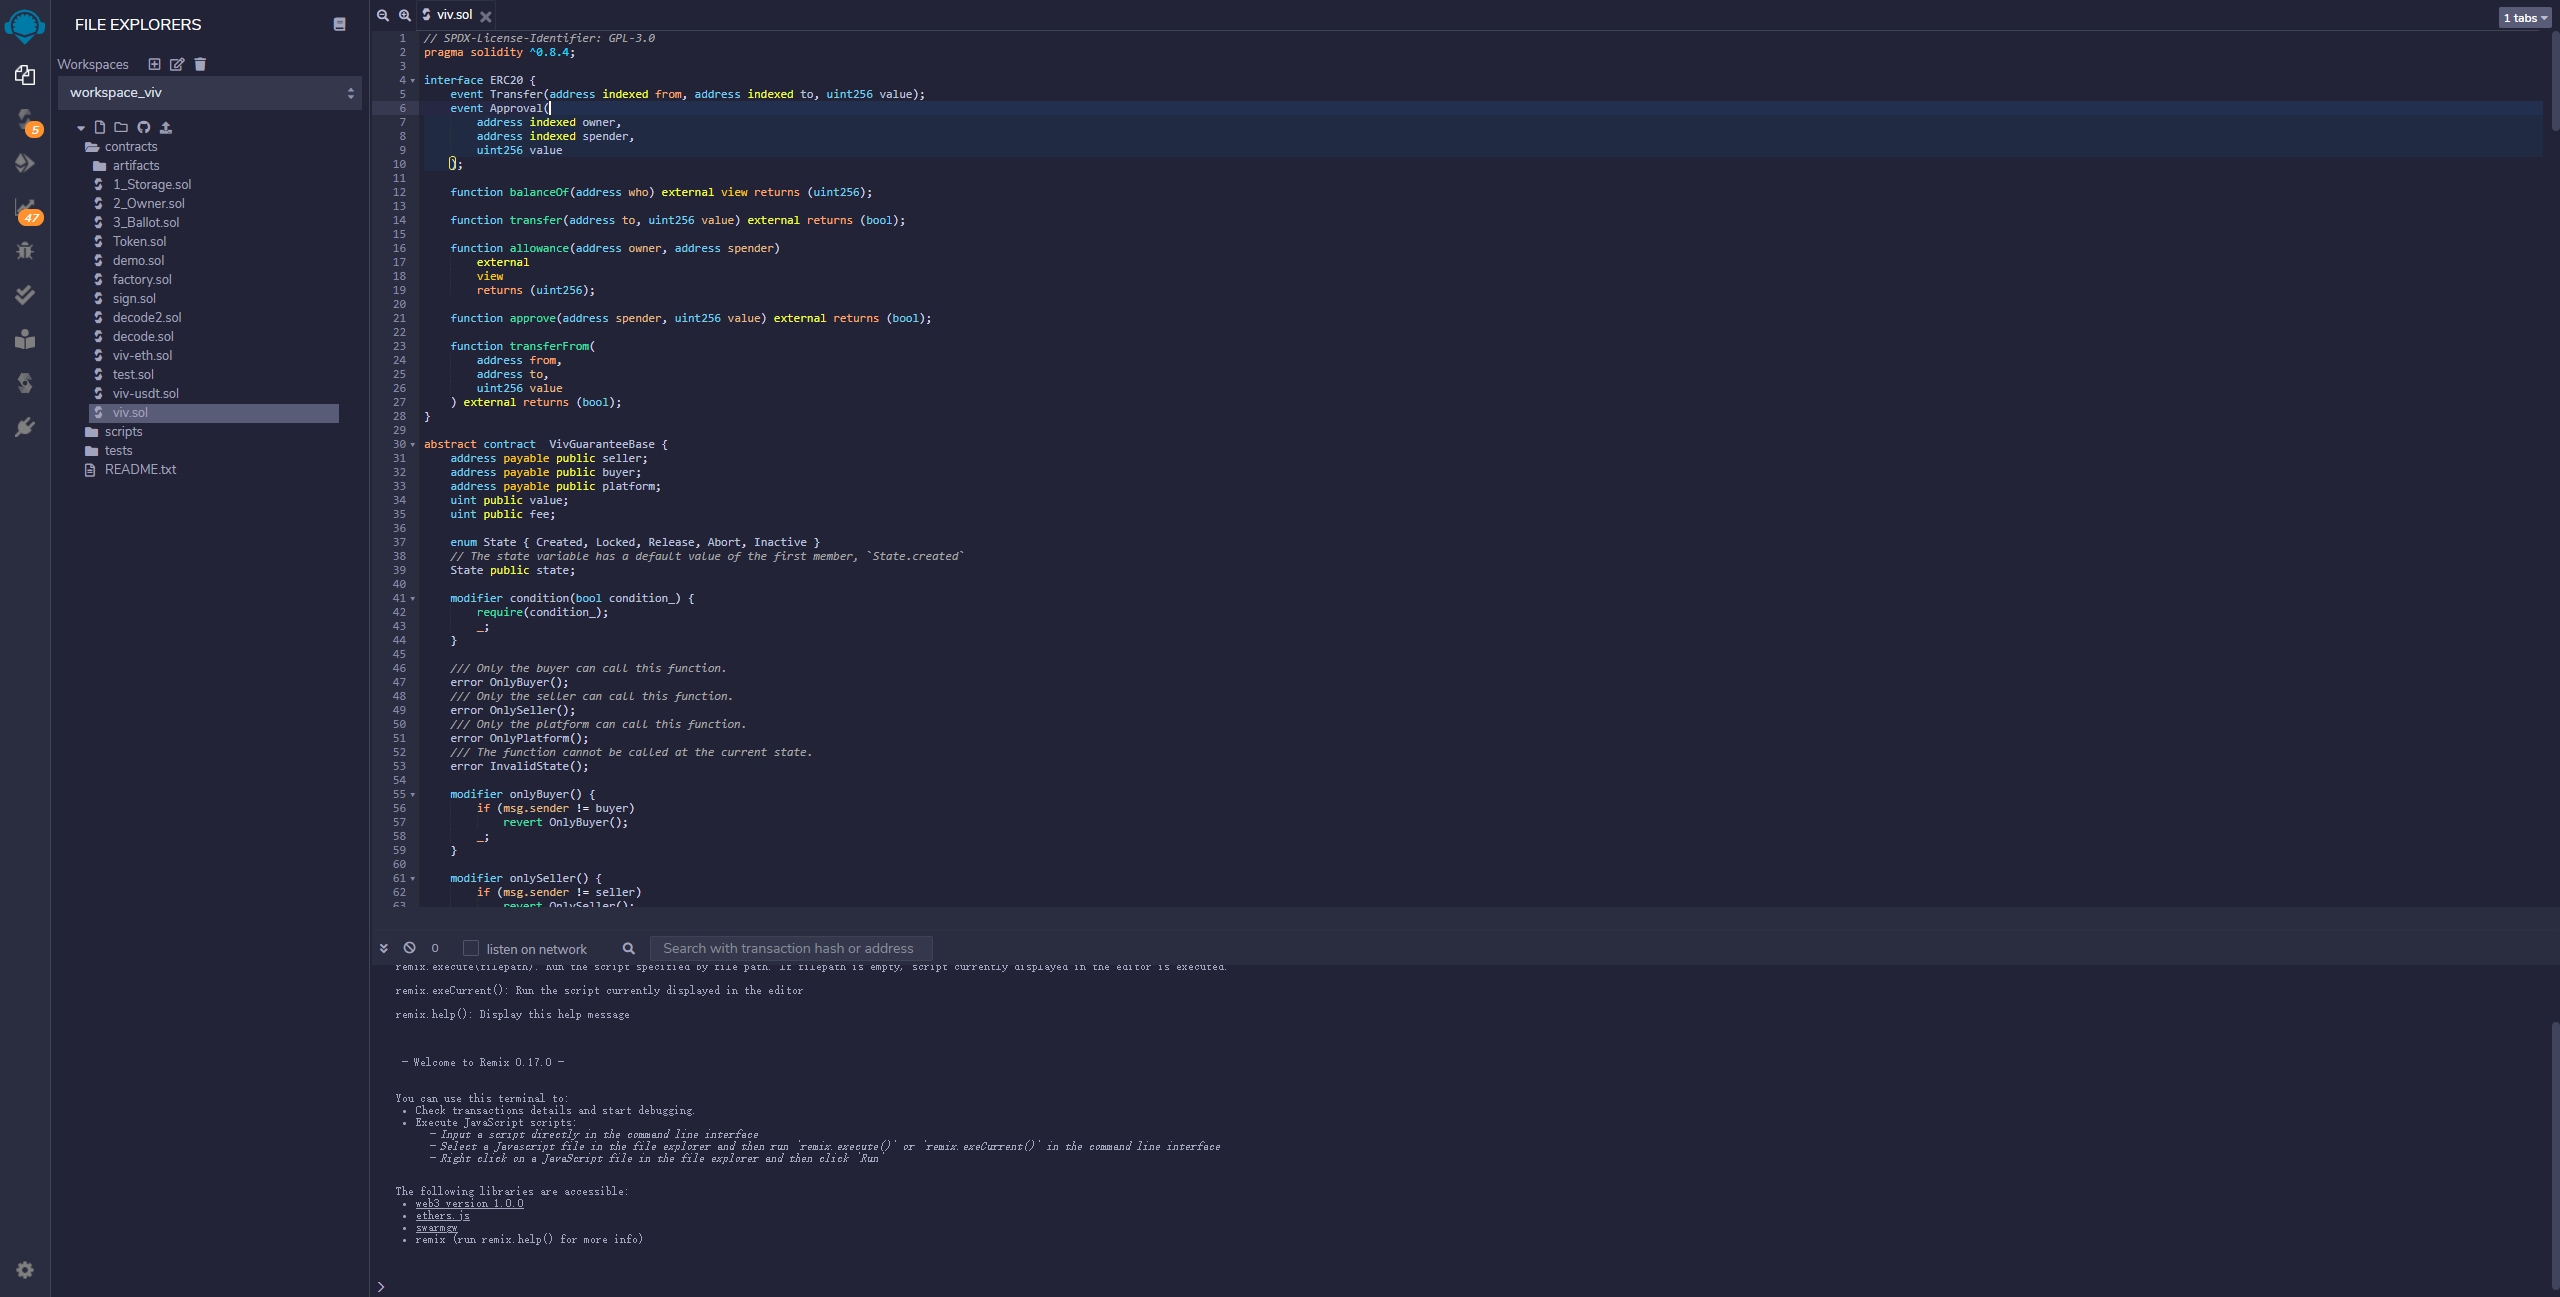 FILE EXPLORERS
Workspaces
workspace_viv
5
47
contracts
artifacts
1_Storage.sol
2_Owner.sol
3_Ballot.sol
Token.sol
demo.sol
factory.sol
sign.sol
decode2.sol
decode.sol
viv-eth.sol
test.sol
viv-usdt.sol
viv.sol
scripts
tests
README.txt
viv.sol
1 tabs
1 // SPDX-License-Identifier: GPL-3.0
2 pragma solidity ^0.8.4;
3
4 interface ERC20 {
5     event Transfer(address indexed from, address indexed to, uint256 value);
6     event Approval(
7         address indexed owner,
8         address indexed spender,
9         uint256 value
10     );
11
12     function balanceOf(address who) external view returns (uint256);
13
14     function transfer(address to, uint256 value) external returns (bool);
15
16     function allowance(address owner, address spender)
17         external
18         view
19         returns (uint256);
20
21     function approve(address spender, uint256 value) external returns (bool);
22
23     function transferFrom(
24         address from,
25         address to,
26         uint256 value
27     ) external returns (bool);
28 }
29
30 abstract contract  VivGuaranteeBase {
31     address payable public seller;
32     address payable public buyer;
33     address payable public platform;
34     uint public value;
35     uint public fee;
36
37     enum State { Created, Locked, Release, Abort, Inactive }
38     // The state variable has a default value of the first member, `State.created`
39     State public state;
40
41     modifier condition(bool condition_) {
42         require(condition_);
43         _;
44     }
45
46     /// Only the buyer can call this function.
47     error OnlyBuyer();
48     /// Only the seller can call this function.
49     error OnlySeller();
50     /// Only the platform can call this function.
51     error OnlyPlatform();
52     /// The function cannot be called at the current state.
53     error InvalidState();
54
55     modifier onlyBuyer() {
56         if (msg.sender != buyer)
57             revert OnlyBuyer();
58         _;
59     }
60
61     modifier onlySeller() {
62         if (msg.sender != seller)
63             revert OnlySeller();
0
listen on network
Search with transaction hash or address
remix.execute(filepath): Run the script specified by file path. If filepath is empty, script currently displayed in the editor is executed.
remix.exeCurrent(): Run the script currently displayed in the editor
remix.help(): Display this help message
- Welcome to Remix 0.17.0 -
You can use this terminal to:
• Check transactions details and start debugging.
• Execute JavaScript scripts:
- Input a script directly in the command line interface
- Select a Javascript file in the file explorer and then run `remix.execute()` or `remix.exeCurrent()` in the command line interface
- Right click on a JavaScript file in the file explorer and then click `Run`
The following libraries are accessible:
• web3 version 1.0.0
• ethers.js
• swarmgw
• remix (run remix.help() for more info)
>